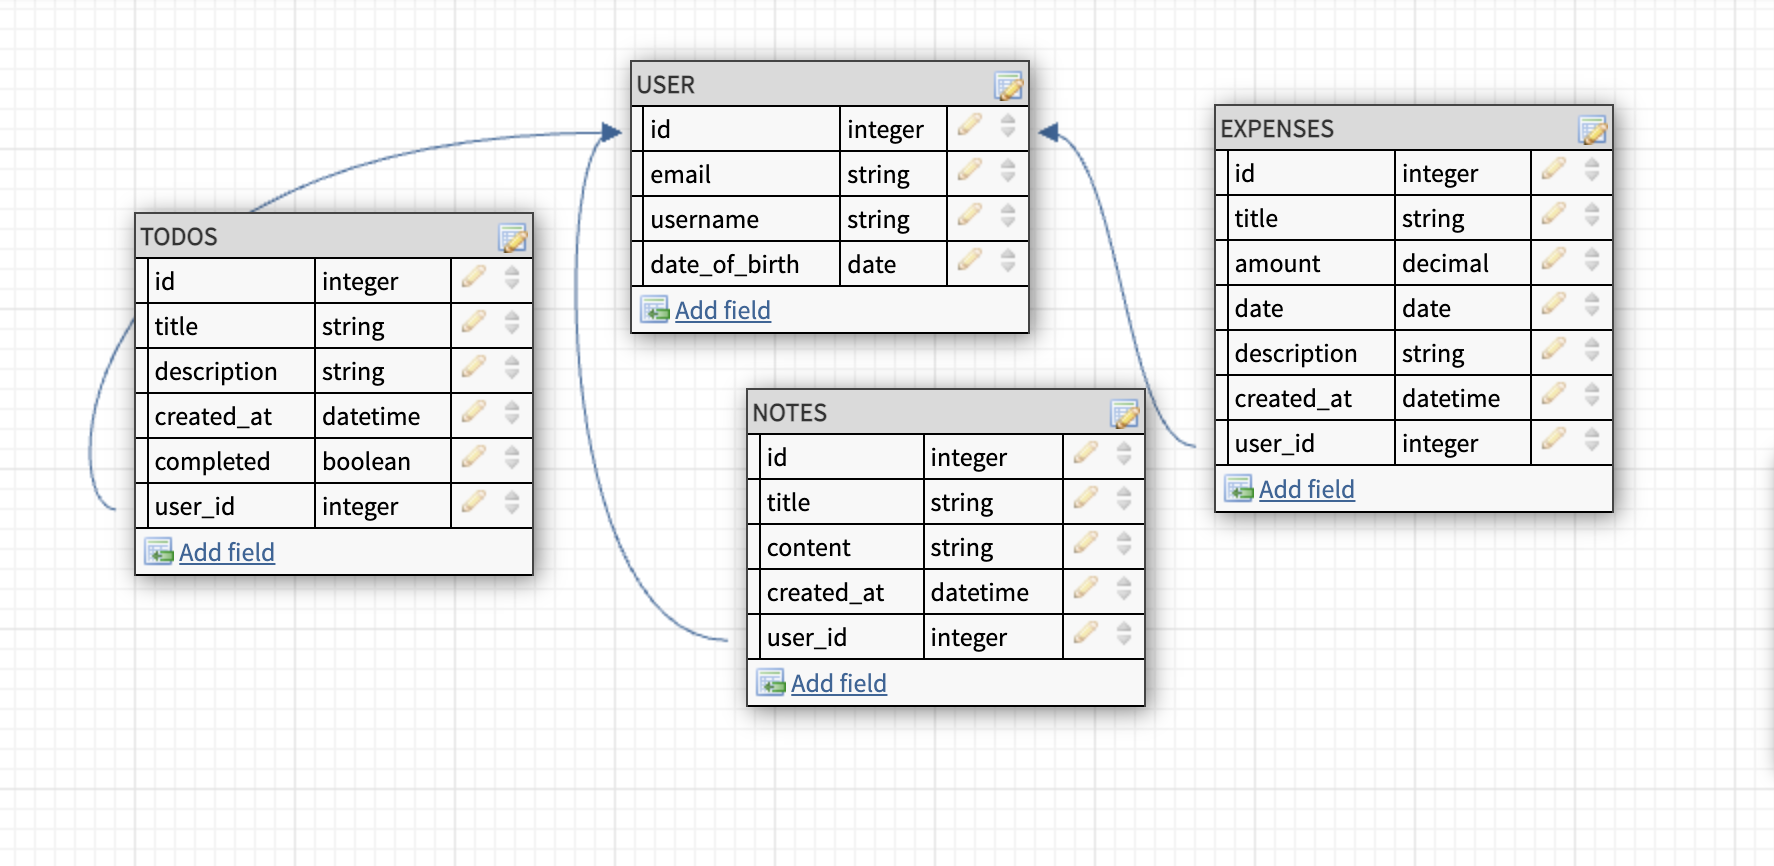 USER
id integer
email string
username string
date_of_birth date
Add field
TODOS
id integer
title string
description string
created_at datetime
completed boolean
user_id integer
Add field
NOTES
id integer
title string
content string
created_at datetime
user_id integer
Add field
EXPENSES
id integer
title string
amount decimal
date date
description string
created_at datetime
user_id integer
Add field